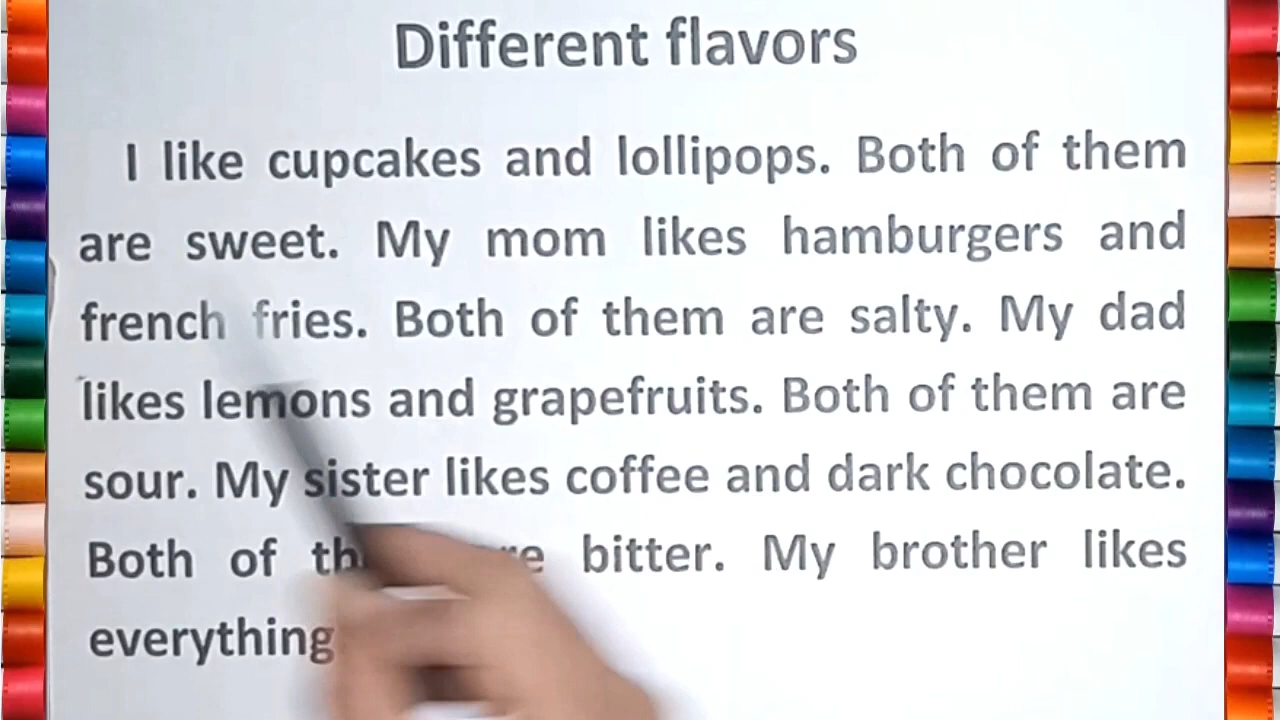 Different flavors
I like cupcakes and lollipops. Both of them
are sweet. My mom likes hamburgers and
french fries. Both of them are salty. My dad
likes lemons and grapefruits. Both of them are
sour. My sister likes coffee and dark chocolate.
Both of bitter. My brother likes
everything